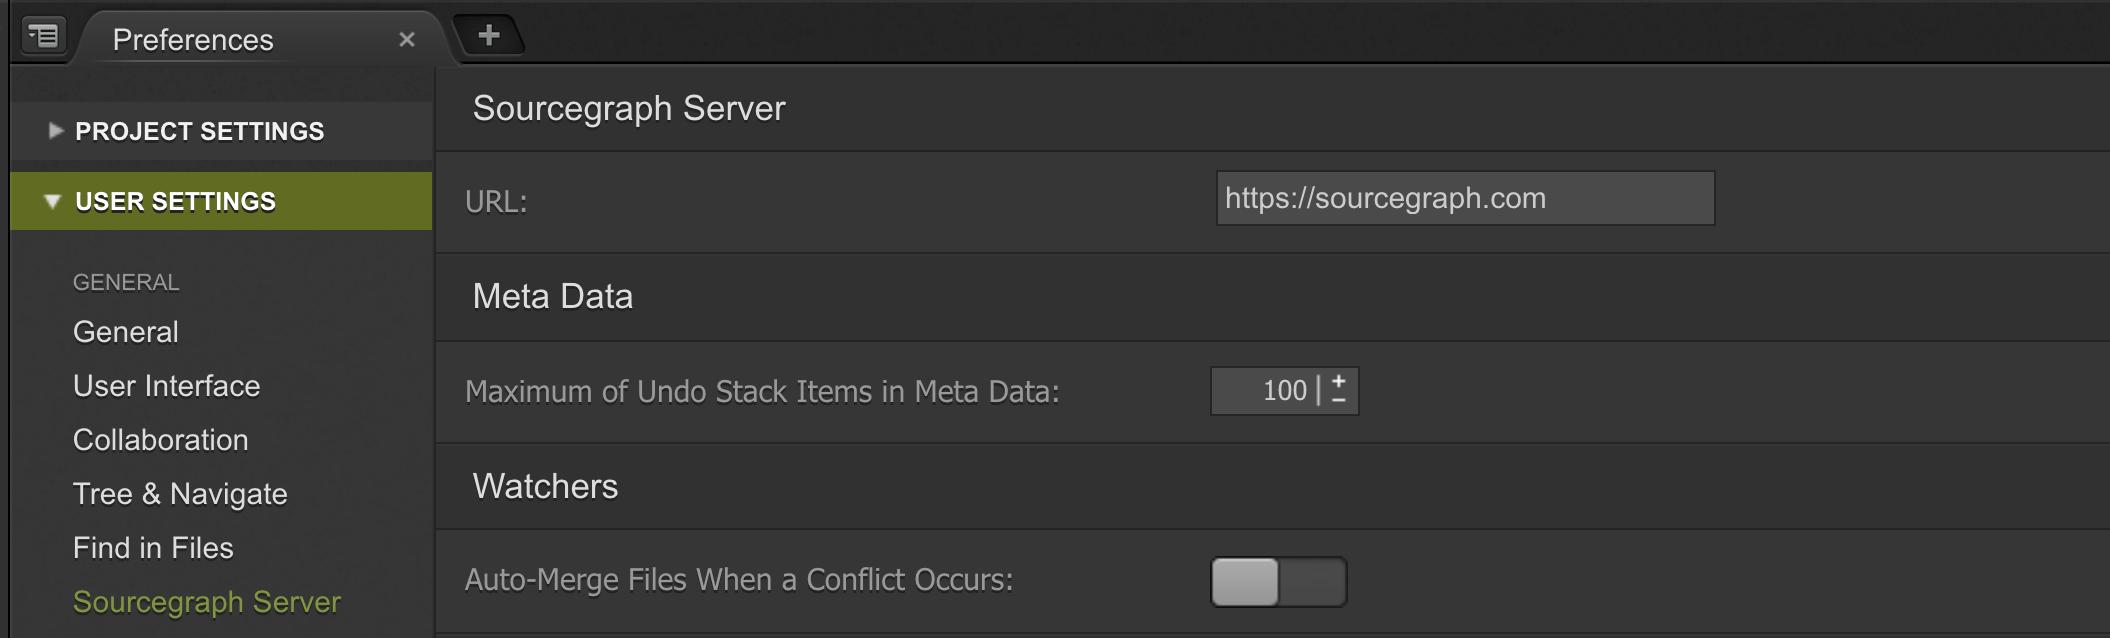 Preferences
PROJECT SETTINGS
USER SETTINGS
GENERAL
General
User Interface
Collaboration
Tree & Navigate
Find in Files
Sourcegraph Server
Sourcegraph Server
URL: https://sourcegraph.com
Meta Data
Maximum of Undo Stack Items in Meta Data: 100
Watchers
Auto-Merge Files When a Conflict Occurs: